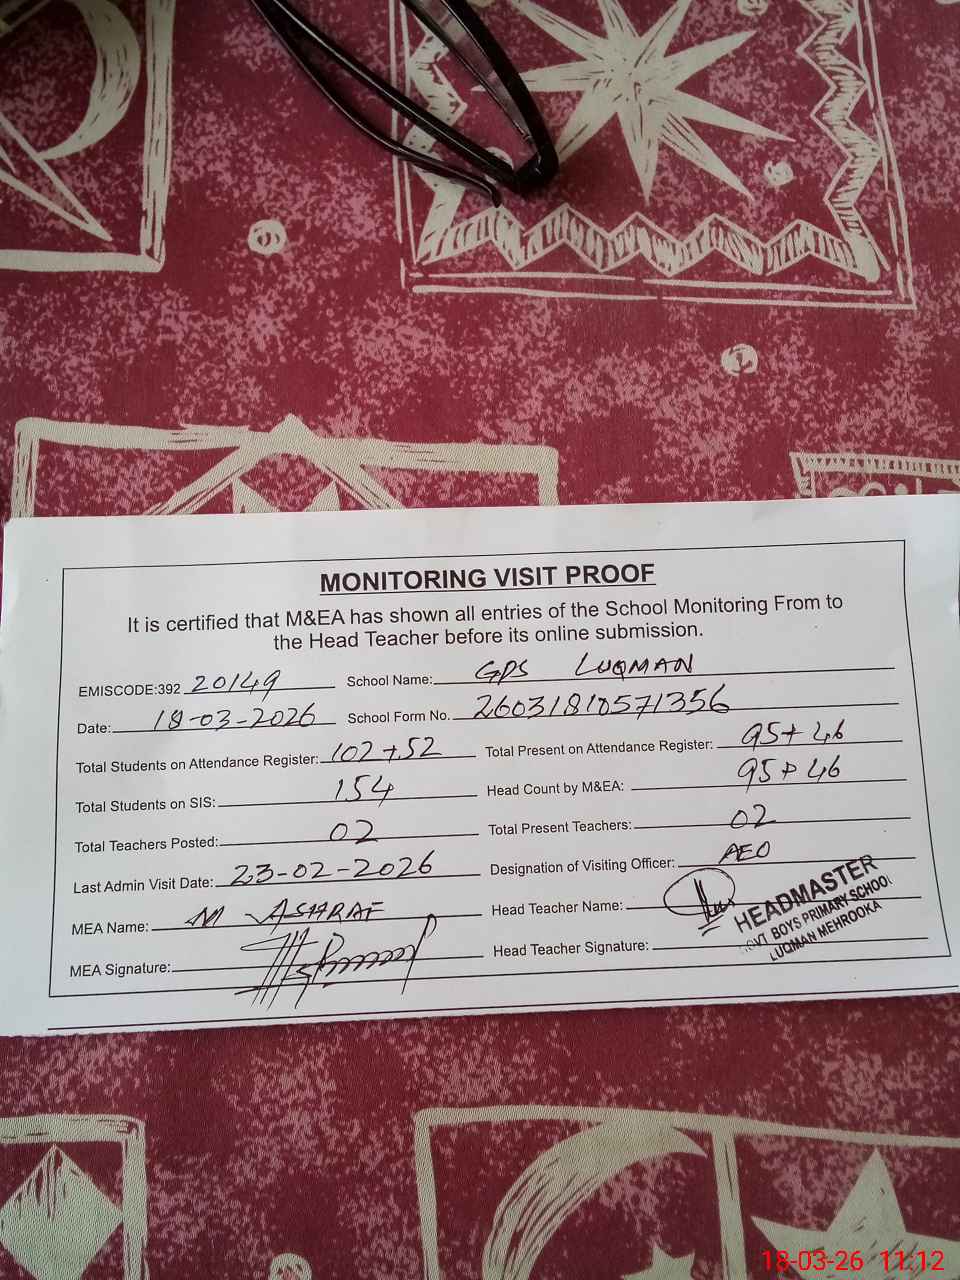 MONITORING VISIT PROOF
It is certified that M&EA has shown all entries of the School Monitoring From to
the Head Teacher before its online submission.
EMISCODE:392 20149 School Name: GPS LUQMAN
Date: 18-03-2026 School Form No. 26031810571356
Total Students on Attendance Register: 102+52 Total Present on Attendance Register: 95+46
Total Students on SIS: 154 Head Count by M&EA: 95+46
Total Teachers Posted: 02 Total Present Teachers: 02
Last Admin Visit Date: 23-02-2026 Designation of Visiting Officer: AEO
MEA Name: M ASHRAF Head Teacher Name:
MEA Signature: Head Teacher Signature:
HEADMASTER
GOVT BOYS PRIMARY SCHOOL
LUQMAN MEHROOKA
18-03-26 11:12